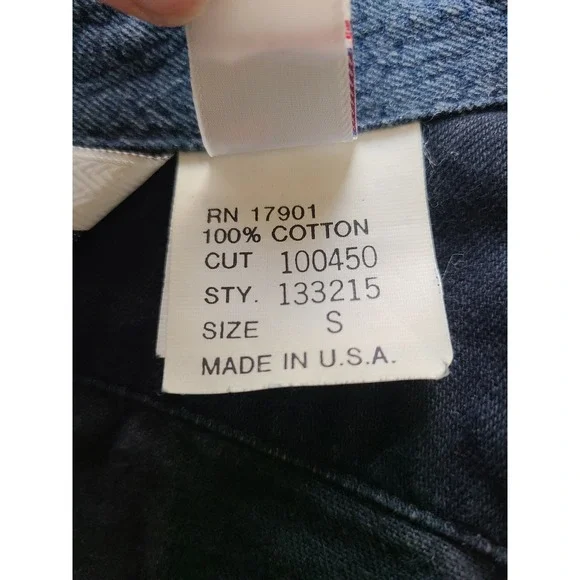 RN 17901
100% COTTON
CUT 100450
STY. 133215
SIZE S
MADE IN U.S.A.